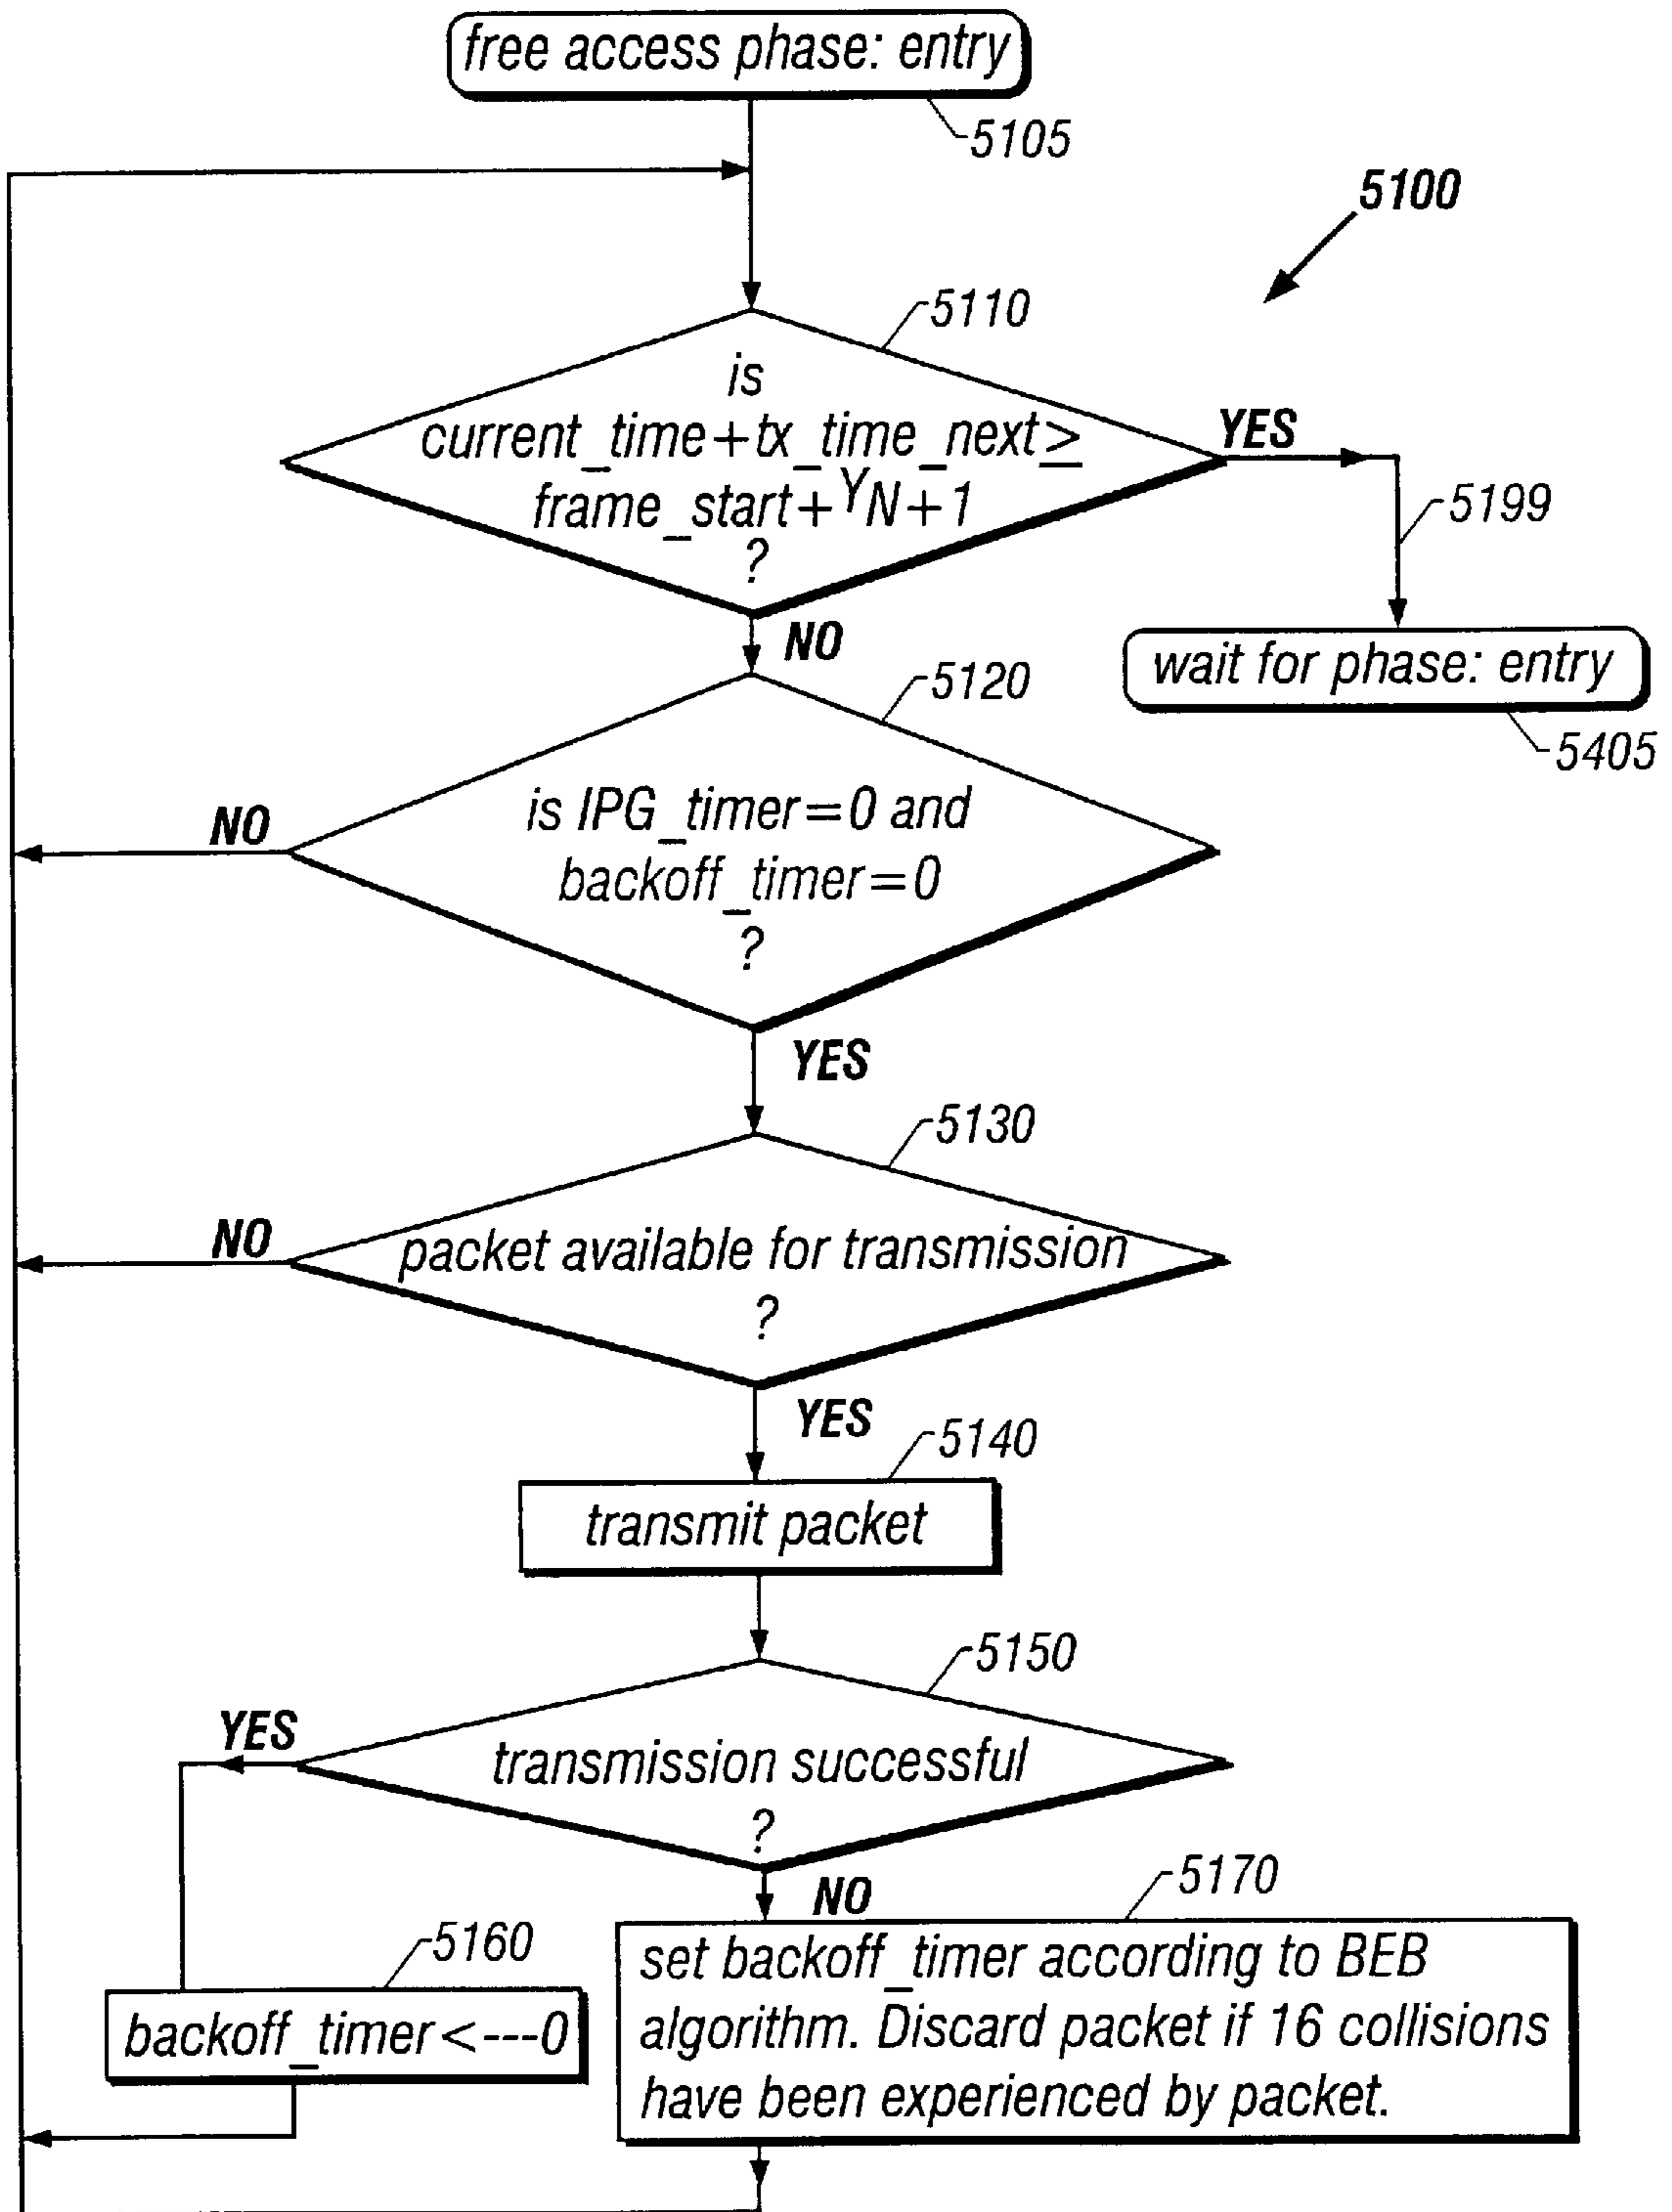 free access phase: entry
5105
5100
5110
is
current_time+tx_time_next≥
frame_start+YN+1
?
YES
5199
NO
wait for phase: entry
5405
5120
is IPG_timer=0 and
backoff_timer=0
?
NO
YES
5130
packet available for transmission
?
NO
YES
5140
transmit packet
5150
transmission successful
?
YES
NO
5170
5160
backoff_timer<---0
set backoff_timer according to BEB
algorithm. Discard packet if 16 collisions
have been experienced by packet.